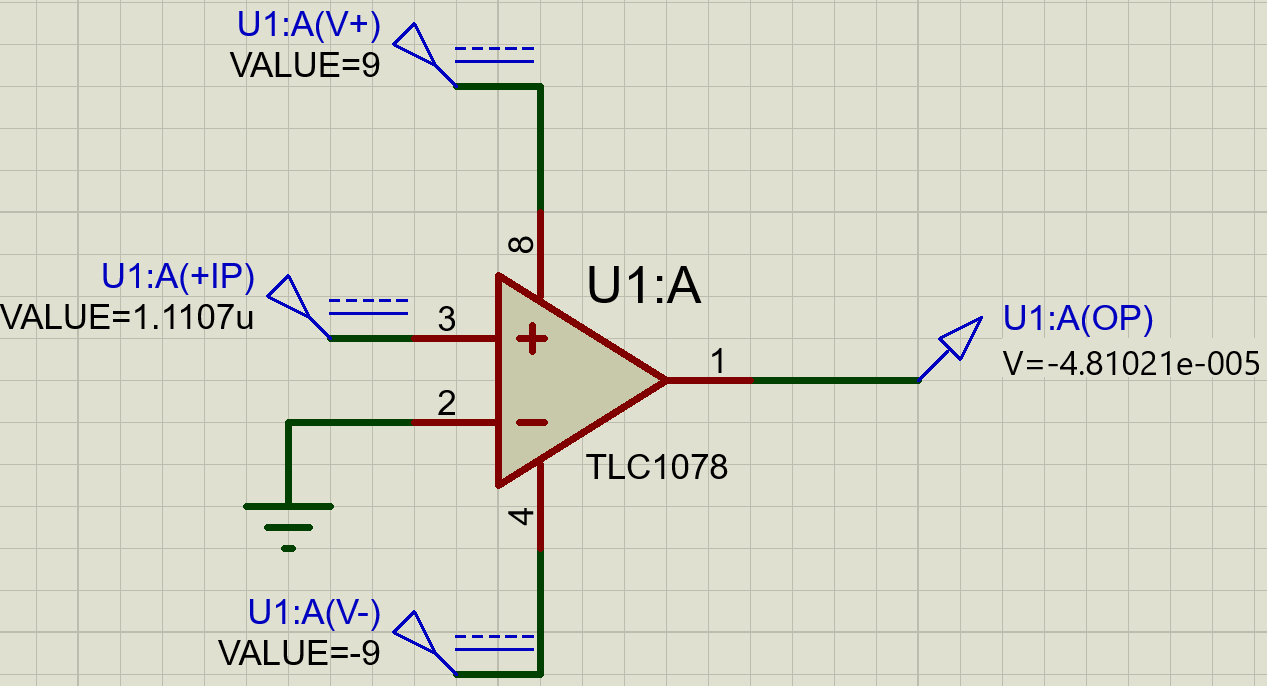 U1:A(V+)
VALUE=9
8
U1:A
U1:A(+IP)
VALUE=1.1107u
3
1
U1:A(OP)
V=-4.81021e-005
2
TLC1078
4
U1:A(V-)
VALUE=-9